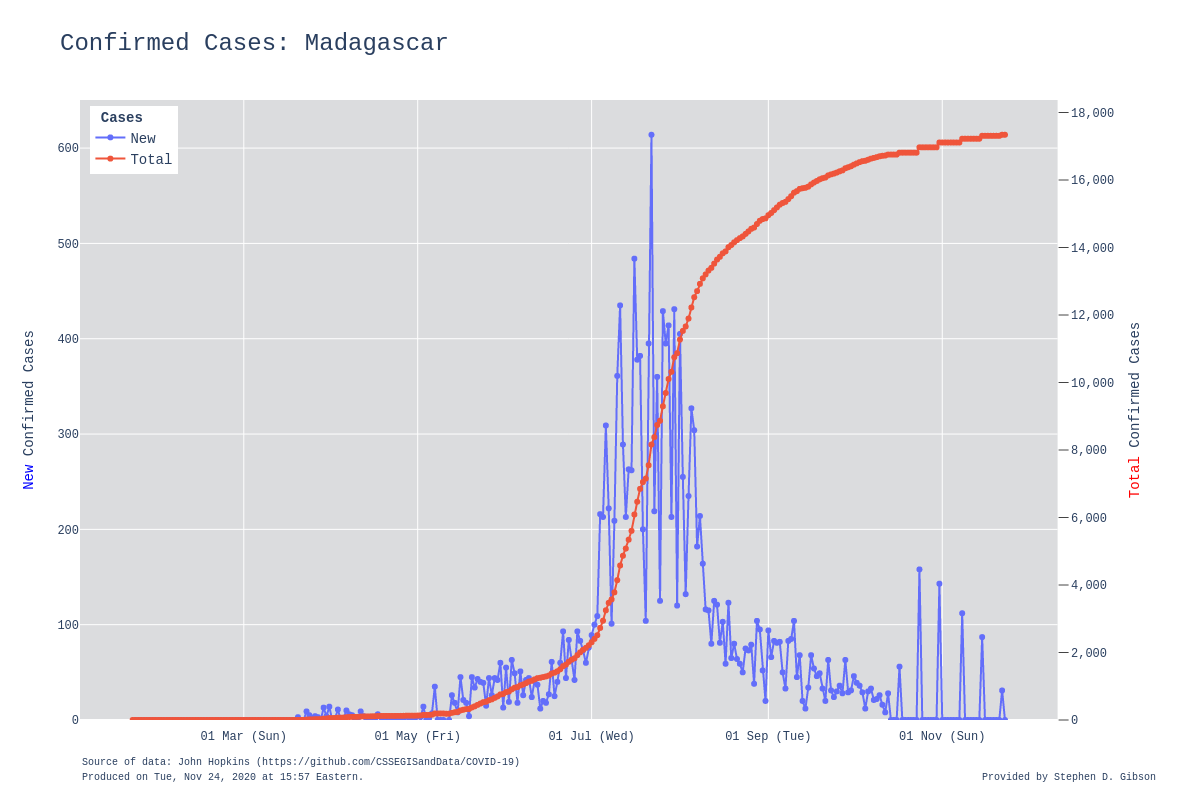 Confirmed Cases: Madagascar
Cases
New
Total
600
500
400
300
200
100
0
New Confirmed Cases
18,000
16,000
14,000
12,000
10,000
8,000
6,000
4,000
2,000
0
Total Confirmed Cases
01 Mar (Sun)
01 May (Fri)
01 Jul (Wed)
01 Sep (Tue)
01 Nov (Sun)
Source of data: John Hopkins (https://github.com/CSSEGISandData/COVID-19)
Produced on Tue, Nov 24, 2020 at 15:57 Eastern.
Provided by Stephen D. Gibson